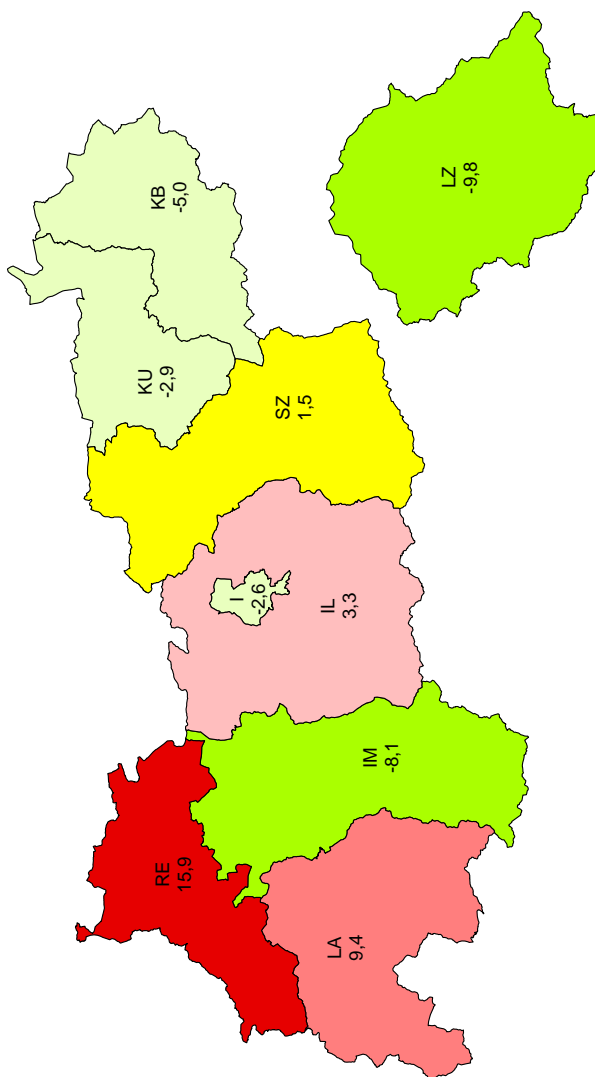 RE
15,9
LA
9,4
IM
-8,1
I
-2,6
IL
3,3
SZ
1,5
KU
-2,9
KB
-5,0
LZ
-9,8